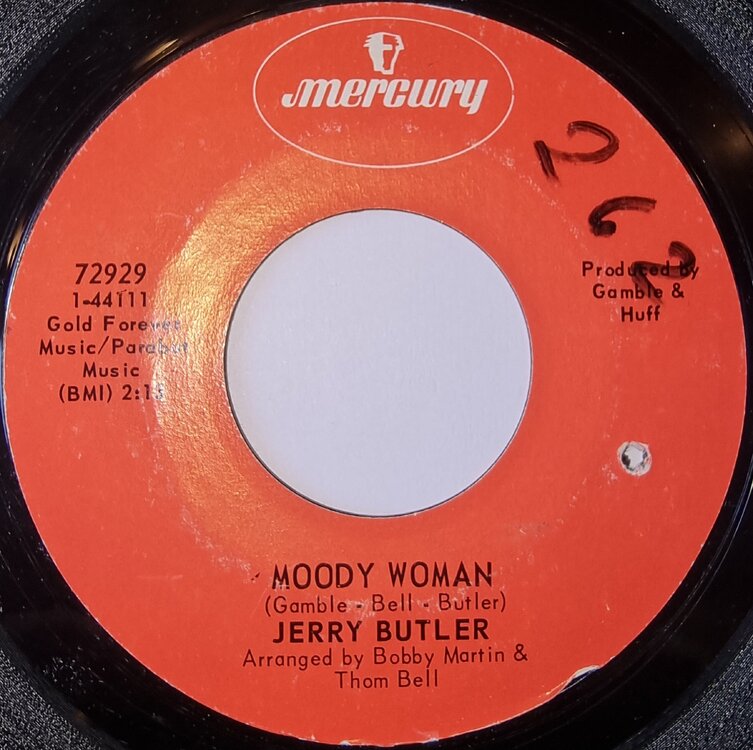 mercury
262
72929
1-44111
Gold Forever
Music/Parabut
Music
(BMI) 2:15
Produced by
Gamble &
Huff
MOODY WOMAN
(Gamble - Bell - Butler)
JERRY BUTLER
Arranged by Bobby Martin &
Thom Bell